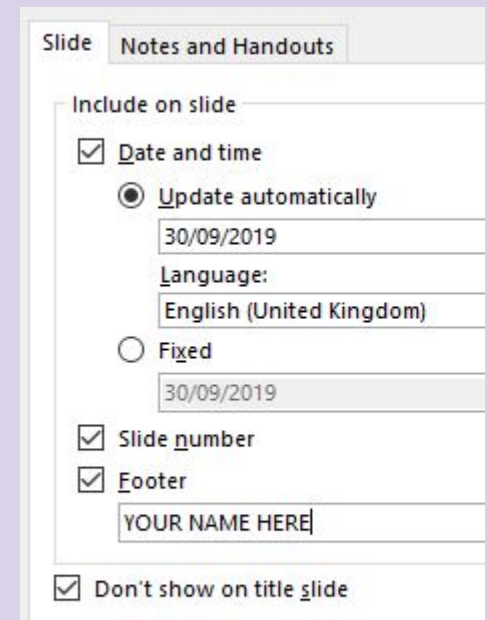 Slide Notes and Handouts
Include on slide
Date and time
Update automatically
30/09/2019
Language:
English (United Kingdom)
Fixed
30/09/2019
Slide number
Footer
YOUR NAME HERE
Don't show on title slide